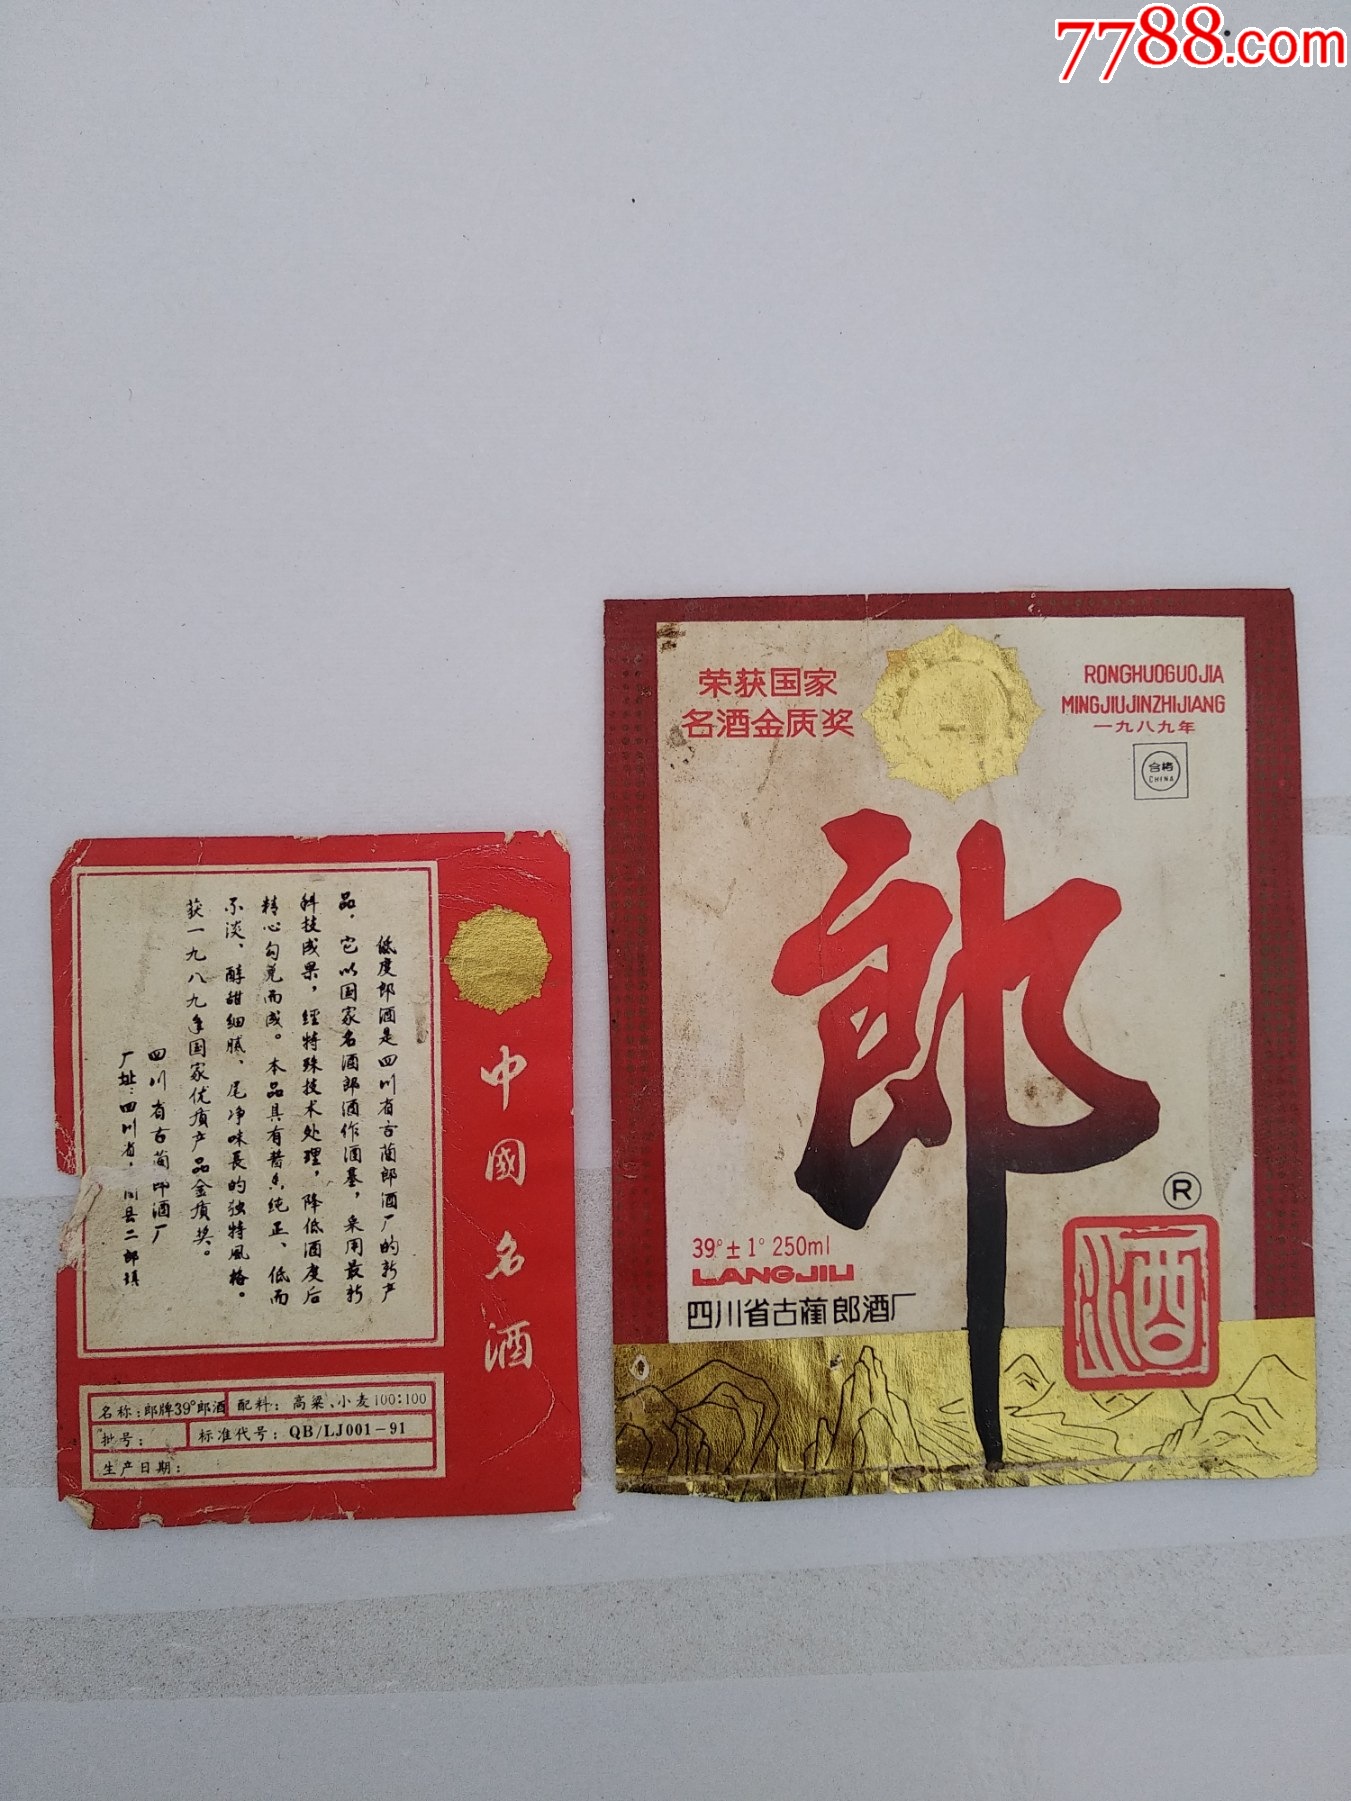 7788.com
低度郎酒是四川省古蔺郎酒厂的新产
品，它以国家名酒郎酒作酒基，采用最新
科技成果，经特殊技术处理，降低酒度后
精心勾兑而成。本品具有酱香纯正、低而
不淡、醇甜细腻、尾净味長的独特風格。
获一九八九年国家优质产品金质奖。
四川省古蔺郎酒厂
厂址：四川省，蔺县二郎镇
中國名酒
名称：郎牌39°郎酒 配料：高粱、小麦100:100
批号： 标准代号：QB/LJ001-91
生产日期：
荣获国家
名酒金质奖
RONGHUOGUOJIA
MINGJIUJINZHIJIANG
一九八九年
合格
CHINA
郎
®
酒
39°±1° 250ml
LANGJIU
四川省古蔺郎酒厂